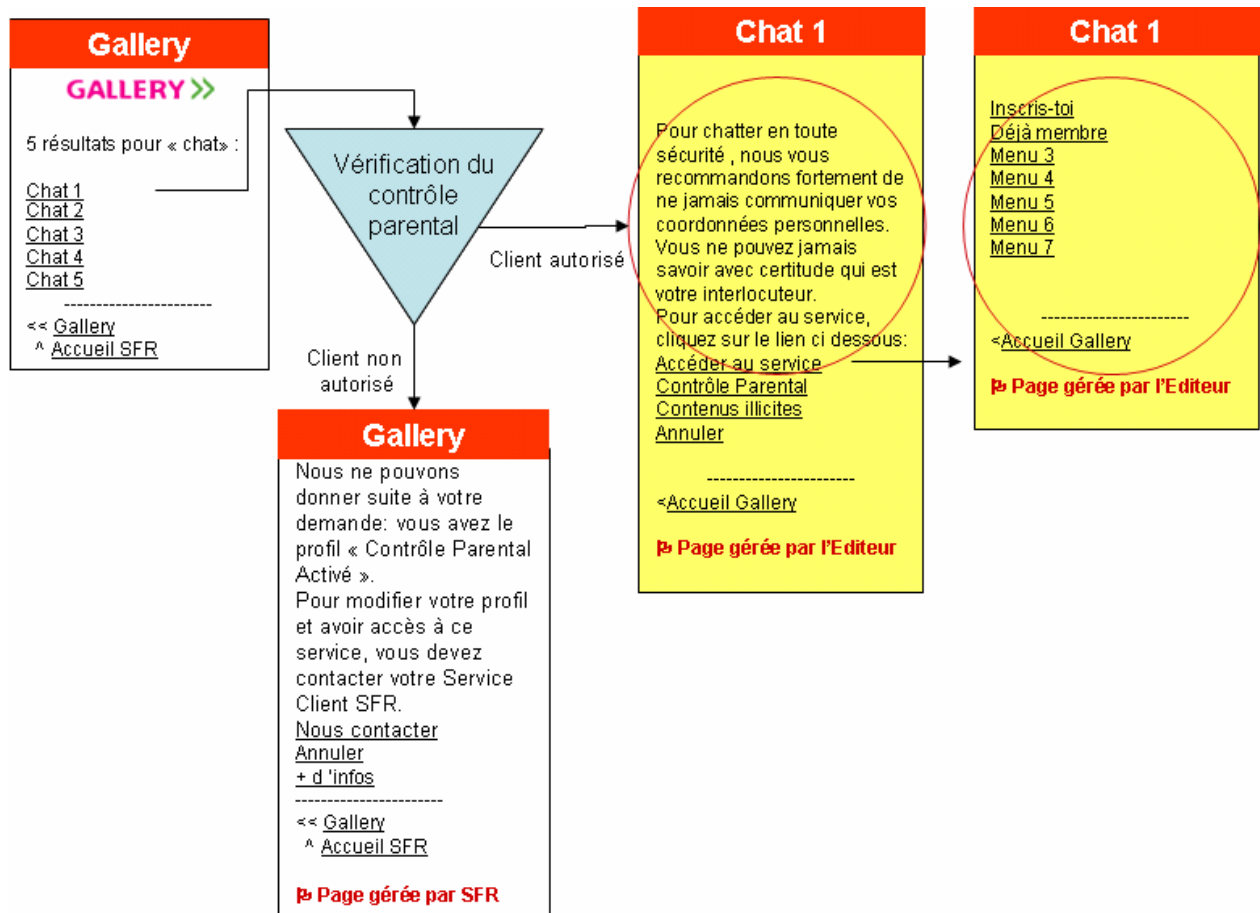 Gallery
GALLERY >>
5 résultats pour « chat» :
Chat 1
Chat 2
Chat 3
Chat 4
Chat 5
-----------------------
<< Gallery
^ Accueil SFR
Vérification du
contrôle
parental
Client autorisé
Client non
autorisé
Gallery
Nous ne pouvons
donner suite à votre
demande: vous avez le
profil « Contrôle Parental
Activé ».
Pour modifier votre profil
et avoir accès à ce
service, vous devez
contacter votre Service
Client SFR.
Nous contacter
Annuler
+ d 'infos
-----------------------
<< Gallery
^ Accueil SFR
Page gérée par SFR
Chat 1
Pour chatter en toute
sécurité , nous vous
recommandons fortement de
ne jamais communiquer vos
coordonnées personnelles.
Vous ne pouvez jamais
savoir avec certitude qui est
votre interlocuteur.
Pour accéder au service,
cliquez sur le lien ci dessous:
Accéder au service
Contrôle Parental
Contenus illicites
Annuler
-----------------------
<Accueil Gallery
Page gérée par l'Editeur
Chat 1
Inscris-toi
Déjà membre
Menu 3
Menu 4
Menu 5
Menu 6
Menu 7
-----------------------
<Accueil Gallery
Page gérée par l'Editeur